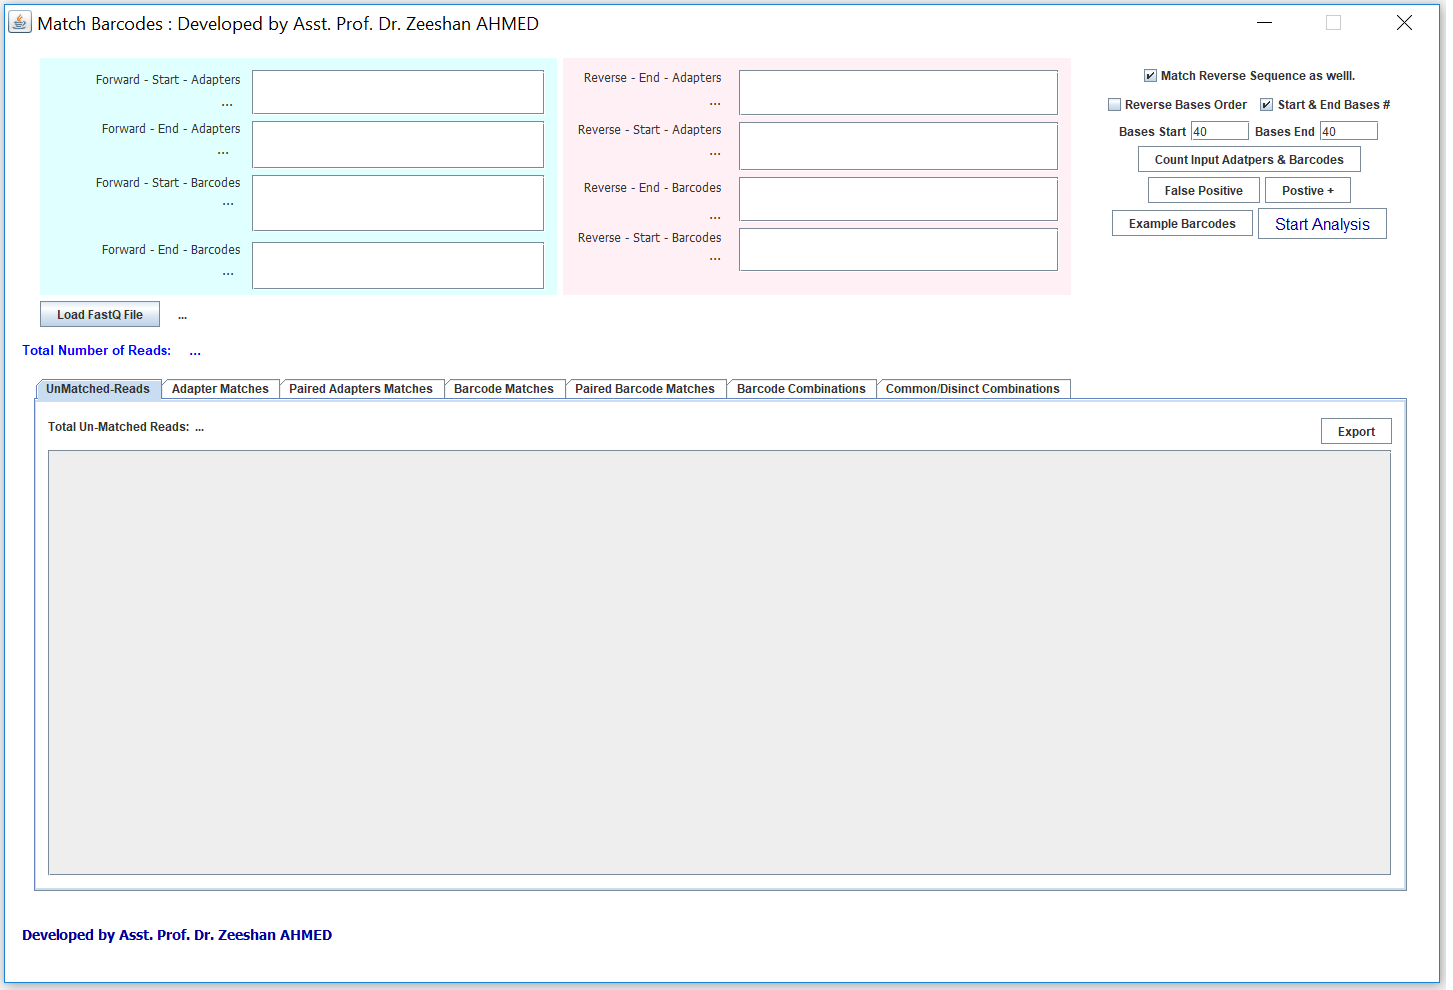 Match Barcodes : Developed by Asst. Prof. Dr. Zeeshan AHMED
Forward - Start - Adapters
...
Forward - End - Adapters
...
Forward - Start - Barcodes
...
Forward - End - Barcodes
...
Reverse - End - Adapters
...
Reverse - Start - Adapters
...
Reverse - End - Barcodes
...
Reverse - Start - Barcodes
...
Match Reverse Sequence as welll.
Reverse Bases Order Start & End Bases #
Bases Start 40 Bases End 40
Count Input Adatpers & Barcodes
False Positive Postive +
Example Barcodes Start Analysis
Load FastQ File ...
Total Number of Reads: ...
UnMatched-Reads Adapter Matches Paired Adapters Matches Barcode Matches Paired Barcode Matches Barcode Combinations Common/Disinct Combinations
Total Un-Matched Reads: ...
Export
Developed by Asst. Prof. Dr. Zeeshan AHMED